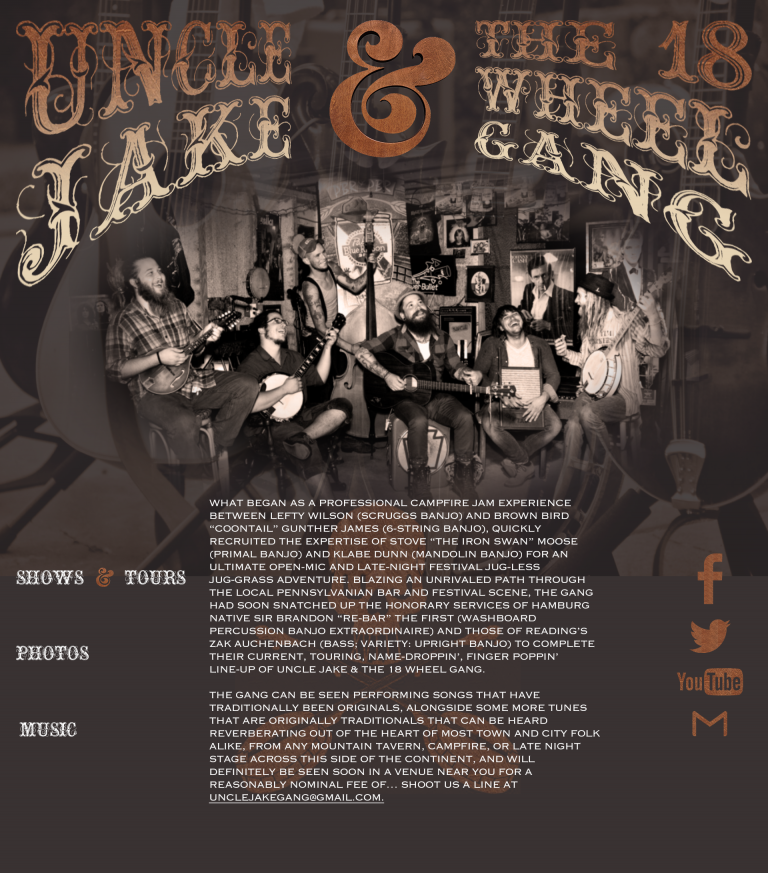 UNCLE & THE 18
JAKE WHEEL
GANG
WHAT BEGAN AS A PROFESSIONAL CAMPFIRE JAM EXPERIENCE
BETWEEN LEFTY WILSON (SCRUGGS BANJO) AND BROWN BIRD
“COONTAIL” GUNTHER JAMES (6-STRING BANJO), QUICKLY
RECRUITED THE EXPERTISE OF STOVE “THE IRON SWAN” MOOSE
(PRIMAL BANJO) AND KLABE DUNN (MANDOLIN BANJO) FOR AN
ULTIMATE OPEN-MIC AND LATE-NIGHT FESTIVAL JUG-LESS
JUG-GRASS ADVENTURE. BLAZING AN UNRIVALED PATH THROUGH
THE LOCAL PENNSYLVANIAN BAR AND FESTIVAL SCENE, THE GANG
HAD SOON SNATCHED UP THE HONORARY SERVICES OF HAMBURG
NATIVE SIR BRANDON “RE-BAR” THE FIRST (WASHBOARD
PERCUSSION BANJO EXTRAORDINAIRE) AND THOSE OF READING’S
ZAK AUCHENBACH (BASS; VARIETY: UPRIGHT BANJO) TO COMPLETE
THEIR CURRENT, TOURING, NAME-DROPPIN’, FINGER POPPIN’
LINE-UP OF UNCLE JAKE & THE 18 WHEEL GANG.
THE GANG CAN BE SEEN PERFORMING SONGS THAT HAVE
TRADITIONALLY BEEN ORIGINALS, ALONGSIDE SOME MORE TUNES
THAT ARE ORIGINALLY TRADITIONALS THAT CAN BE HEARD
REVERBERATING OUT OF THE HEART OF MOST TOWN AND CITY FOLK
ALIKE, FROM ANY MOUNTAIN TAVERN, CAMPFIRE, OR LATE NIGHT
STAGE ACROSS THIS SIDE OF THE CONTINENT, AND WILL
DEFINITELY BE SEEN SOON IN A VENUE NEAR YOU FOR A
REASONABLY NOMINAL FEE OF... SHOOT US A LINE AT
UNCLEJAKEGANG@GMAIL.COM.
SHOWS & TOURS
PHOTOS
MUSIC
YouTube